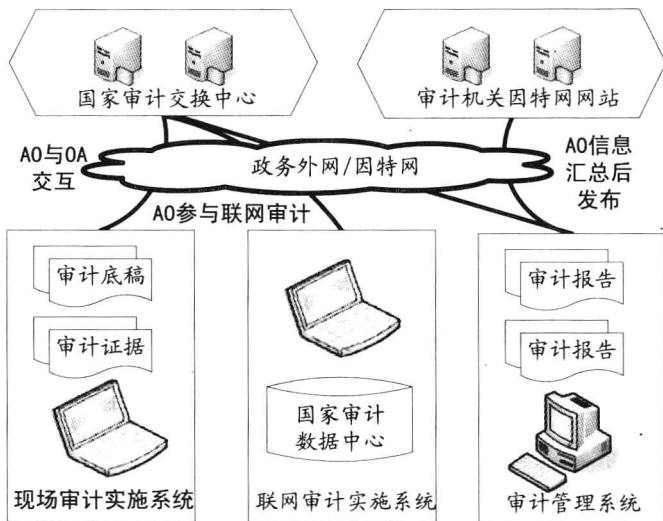 国家审计交换中心
审计机关因特网网站
AO与OA
交互
政务外网/因特网
AO信息
汇总后
发布
AO参与联网审计
审计底稿
审计证据
现场审计实施系统
国家审计
数据中心
联网审计实施系统
审计报告
审计报告
审计管理系统